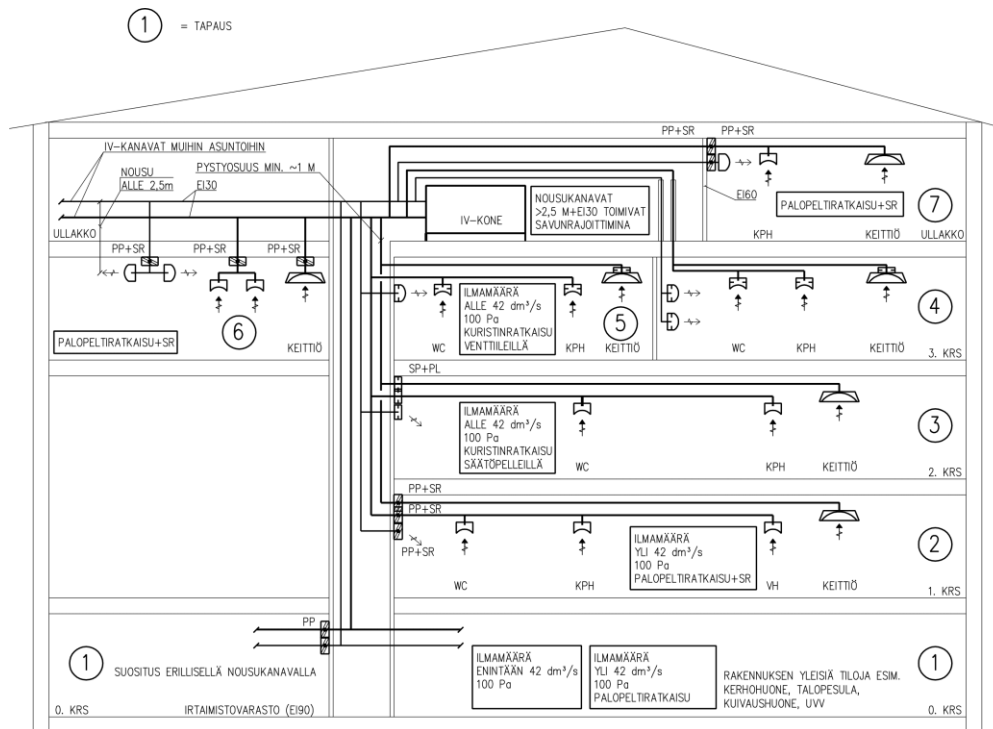 1 = TAPAUS
IV-KANAVAT MUIHIN ASUNTOIHIN
NOUSU
ALLE 2,5m
PYSTYOSUUS MIN. ~1 M
EI30
IV-KONE
NOUSUKANAVAT
>2,5 M+EI30 TOIMIVAT
SAVUNRAJOITTIMINA
PP+SR PP+SR
EI60
PALOPELTIRATKAISU+SR
7
KPH KEITTIÖ ULLAKKO
ULLAKKO
PP+SR PP+SR PP+SR
6
PALOPELTIRATKAISU+SR
KEITTIÖ
ILMAMÄÄRÄ
ALLE 42 dm³/s
100 Pa
KURISTINRATKAISU
VENTTIILEILLÄ
5
WC KPH KEITTIÖ
4
WC KPH KEITTIÖ
3. KRS
SP+PL
ILMAMÄÄRÄ
ALLE 42 dm³/s
100 Pa
KURISTINRATKAISU
SÄÄTÖPELLEILLÄ
3
WC KPH KEITTIÖ
2. KRS
PP+SR
PP+SR
PP+SR
ILMAMÄÄRÄ
YLI 42 dm³/s
100 Pa
PALOPELTIRATKAISU+SR
2
WC KPH VH KEITTIÖ
1. KRS
PP
1
SUOSITUS ERILLISELLÄ NOUSUKANAVALLA
0. KRS IRTAIMISTOVARASTO (EI90)
ILMAMÄÄRÄ
ENINTÄÄN 42 dm³/s
100 Pa
ILMAMÄÄRÄ
YLI 42 dm³/s
100 Pa
PALOPELTIRATKAISU
RAKENNUKSEN YLEISIÄ TILOJA ESIM.
KERHOHUONE, TALOPESULA,
KUIVAUSHUONE, UVV
1
0. KRS